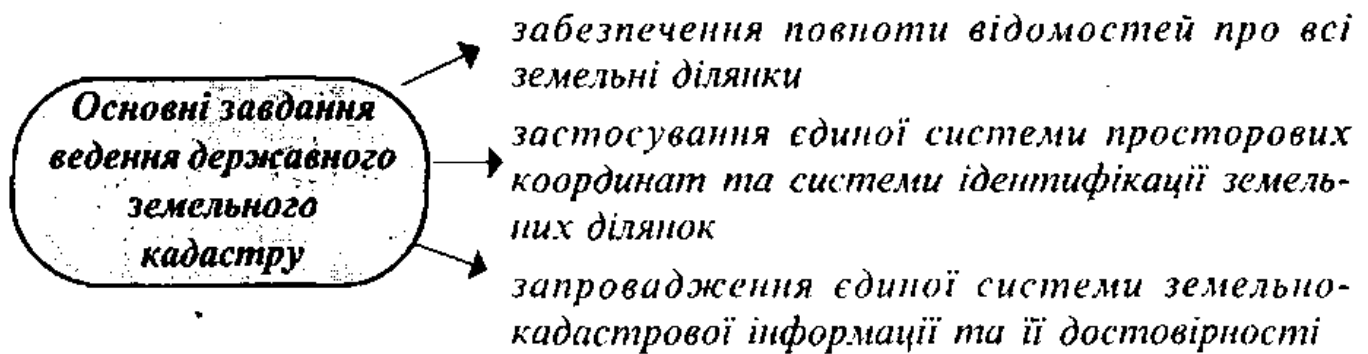 Основні завдання
ведення державного
земельного
кадастру
забезпечення повноти відомостей про всі
земельні ділянки
застосування єдиної системи просторових
координат та системи ідентифікації земель-
них ділянок
запровадження єдиної системи земельно-
кадастрової інформації та її достовірності